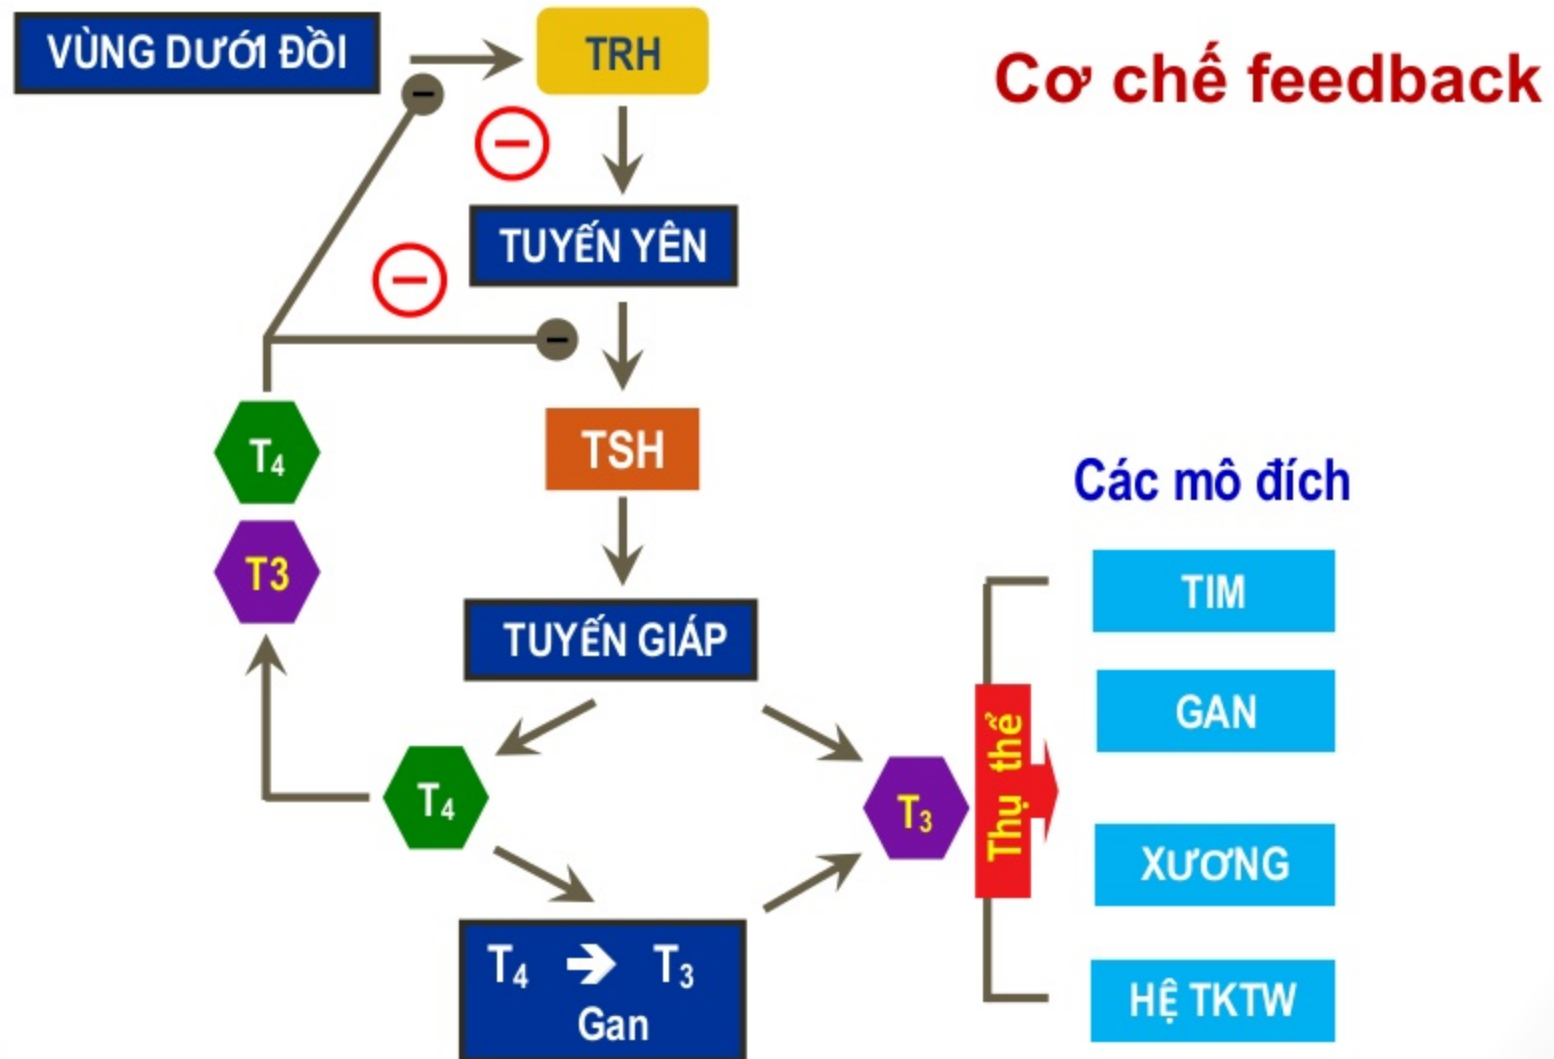 VÙNG DƯỚI ĐỒI
TRH
Cơ chế feedback
−
−
TUYẾN YÊN
−
−
T₄
TSH
Các mô đích
T3
TIM
TUYẾN GIÁP
GAN
T₄
T₃
Thụ thể
XƯƠNG
T₄ ➔ T₃
Gan
HỆ TKTW